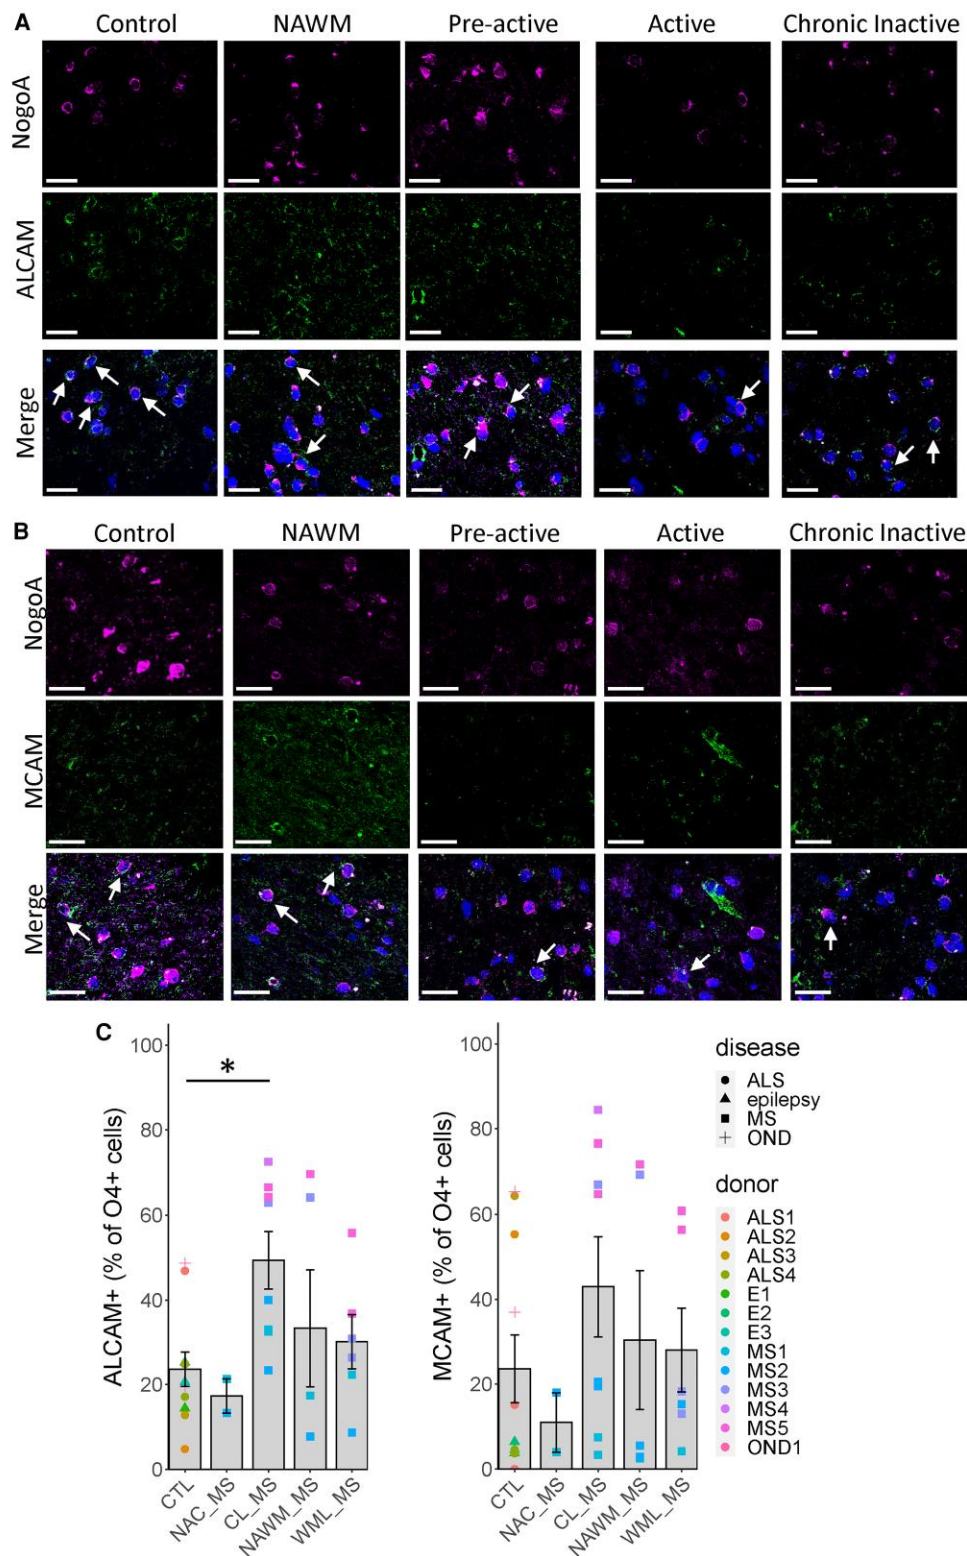 A
Control NAWM Pre-active Active Chronic Inactive
NogoA
ALCAM
Merge
B
Control NAWM Pre-active Active Chronic Inactive
NogoA
MCAM
Merge
C
ALCAM+ (% of O4+ cells)
100
80
60
40
20
0
*
CTL
NAC_MS
CL_MS
NAWM_MS
WML_MS
MCAM+ (% of O4+ cells)
100
80
60
40
20
0
CTL
NAC_MS
CL_MS
NAWM_MS
WML_MS
disease
ALS
epilepsy
MS
OND
donor
ALS1
ALS2
ALS3
ALS4
E1
E2
E3
MS1
MS2
MS3
MS4
MS5
OND1